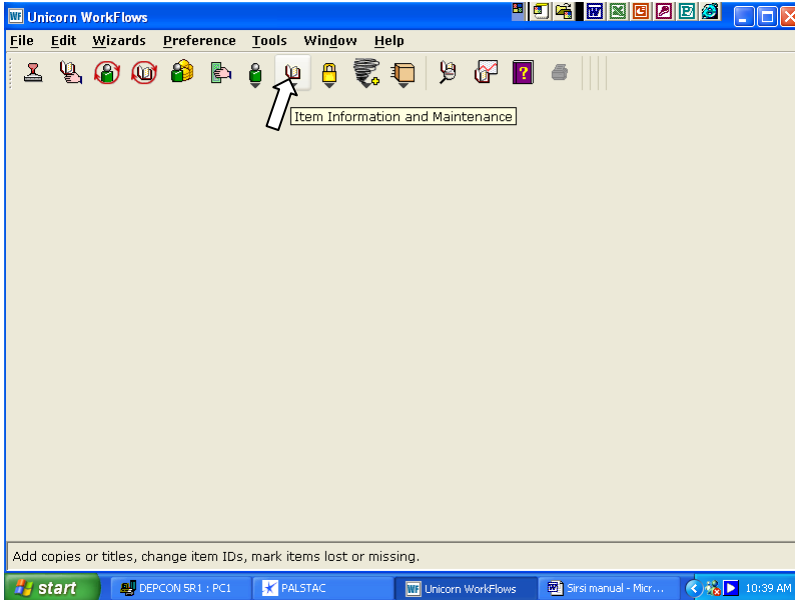 WF Unicorn WorkFlows
File Edit Wizards Preference Tools Window Help
?
Item Information and Maintenance
Add copies or titles, change item IDs, mark items lost or missing.
start DEPCON 5R1 : PC1 PALSTAC WF Unicorn WorkFlows Sirsi manual - Micr... 10:39 AM